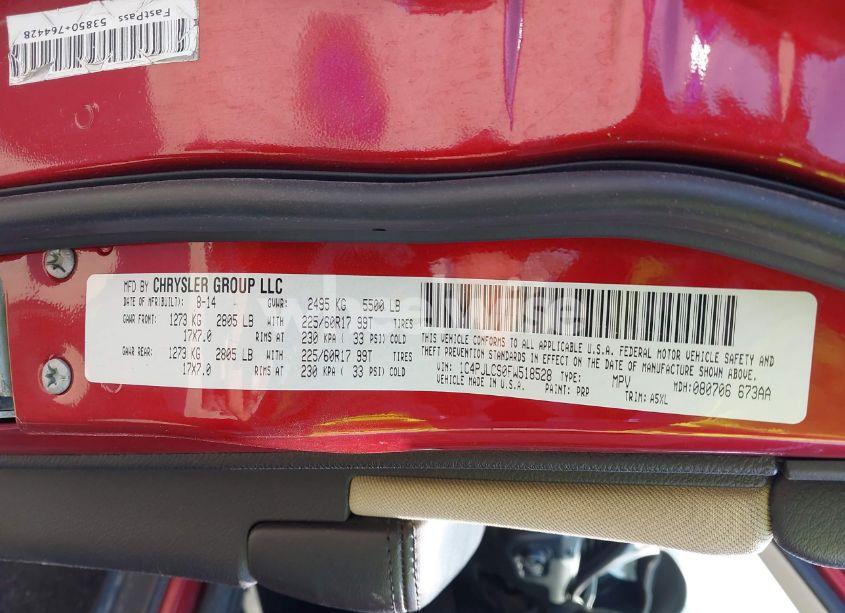 FastPass 53850*764428
MFD BY CHRYSLER GROUP LLC
DATE OF MFR(BUILT): 8-14 GVWR: 2495 KG 5500 LB
GAWR FRONT: 1273 KG 2805 LB WITH 225/60R17 99T TIRES
17X7.0 RIMS AT 230 KPA ( 33 PSI) COLD
GAWR REAR: 1273 KG 2805 LB WITH 225/60R17 99T TIRES
17X7.0 RIMS AT 230 KPA ( 33 PSI) COLD
THIS VEHICLE CONFORMS TO ALL APPLICABLE U.S.A. FEDERAL MOTOR VEHICLE SAFETY AND
THEFT PREVENTION STANDARDS IN EFFECT ON THE DATE OF MANUFACTURE SHOWN ABOVE.
VIN: 1C4PJLCS0FW518528 TYPE: MPV MDH: 080706 673AA
VEHICLE MADE IN U.S.A. PAINT: PRP TRIM: A5XL